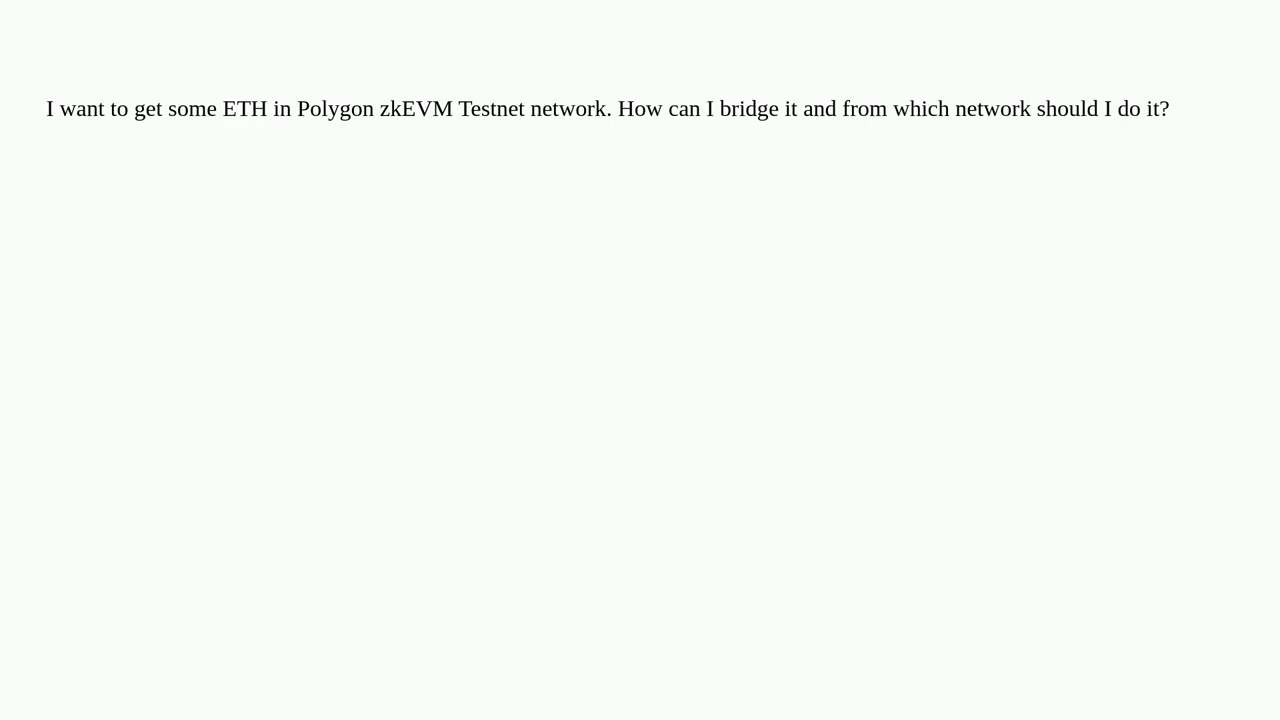 I want to get some ETH in Polygon zkEVM Testnet network. How can I bridge it and from which network should I do it?